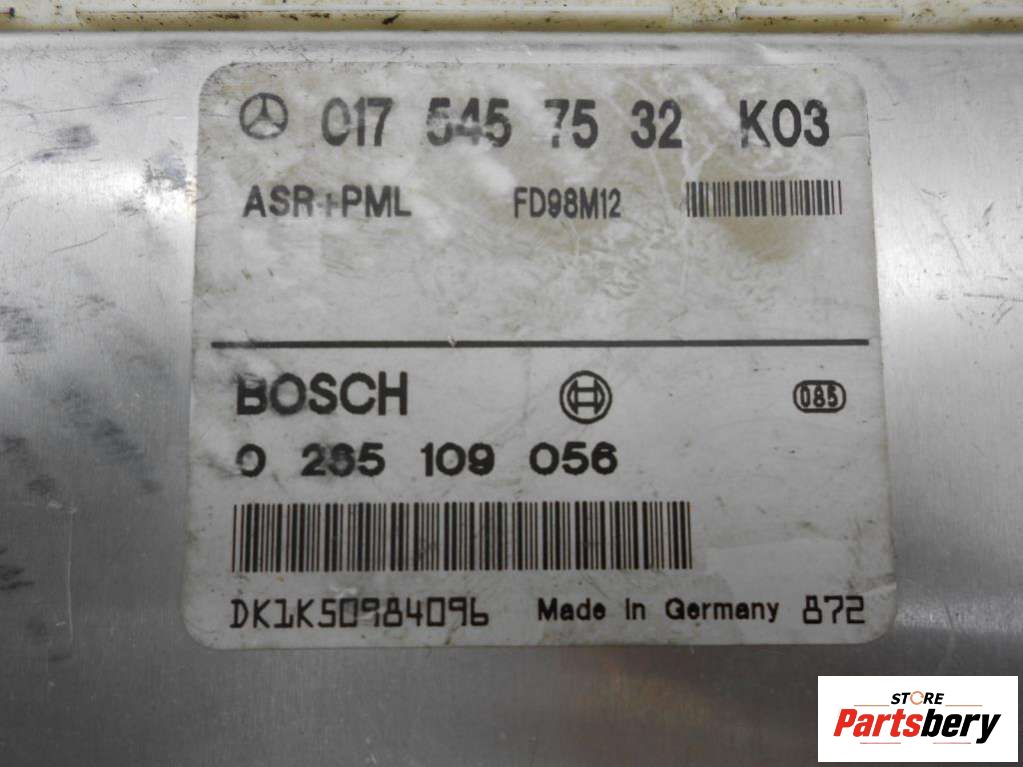 017 545 75 32 K03
ASR+PML FD98M12
BOSCH 085
0 265 109 056
DK1K50984096 Made in Germany 872
STORE
Partsbery